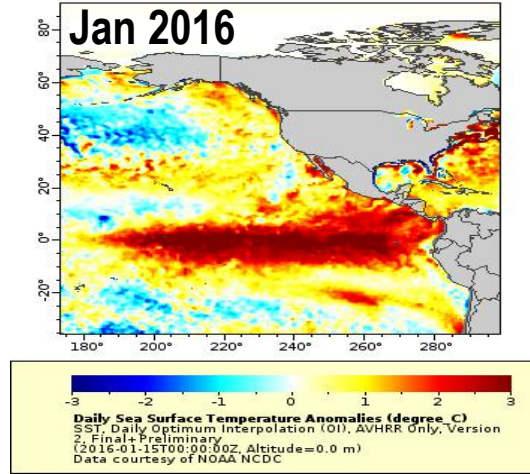 Jan 2016
80°
60°
40°
20°
0°
-20°
180° 200° 220° 240° 260° 280°
-3 -2 -1 0 1 2 3
Daily Sea Surface Temperature Anomalies (degree_C)
SST, Daily Optimum Interpolation (OI), AVHRR Only, Version
2, Final+Preliminary
(2016-01-15T00:00:00Z, Altitude=0.0 m)
Data courtesy of NOAA NCDC